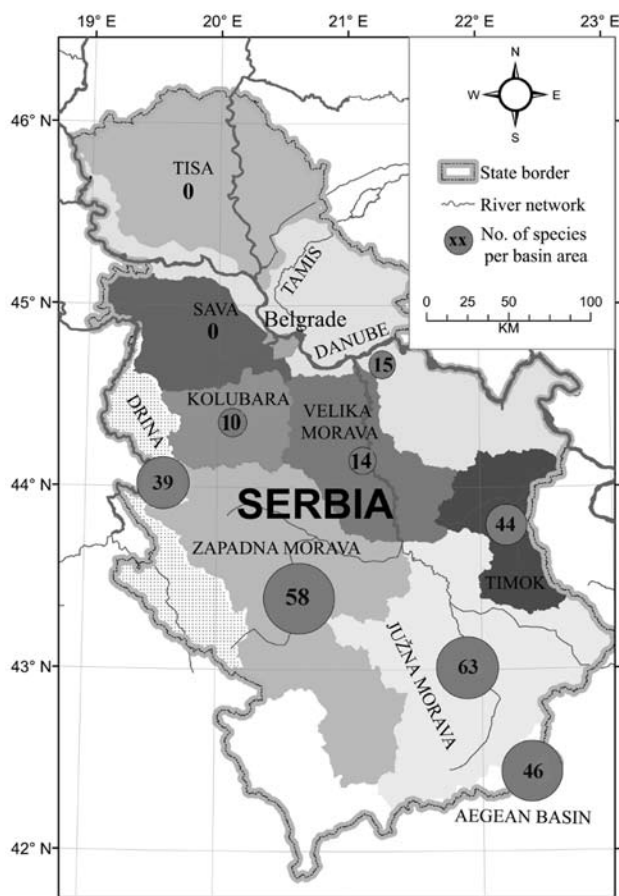 19° E
20° E
21° E
22° E
23° E
46° N
45° N
44° N
43° N
42° N
N
W
E
S
State border
River network
xx
No. of species
per basin area
0
25
50
100
KM
TISA
0
TAMIS
SAVA
0
Belgrade
DANUBE
15
KOLUBARA
10
VELIKA
MORAVA
14
DRINA
39
SERBIA
44
ZAPADNA MORAVA
58
TIMOK
JUŽNA MORAVA
63
46
AEGEAN BASIN